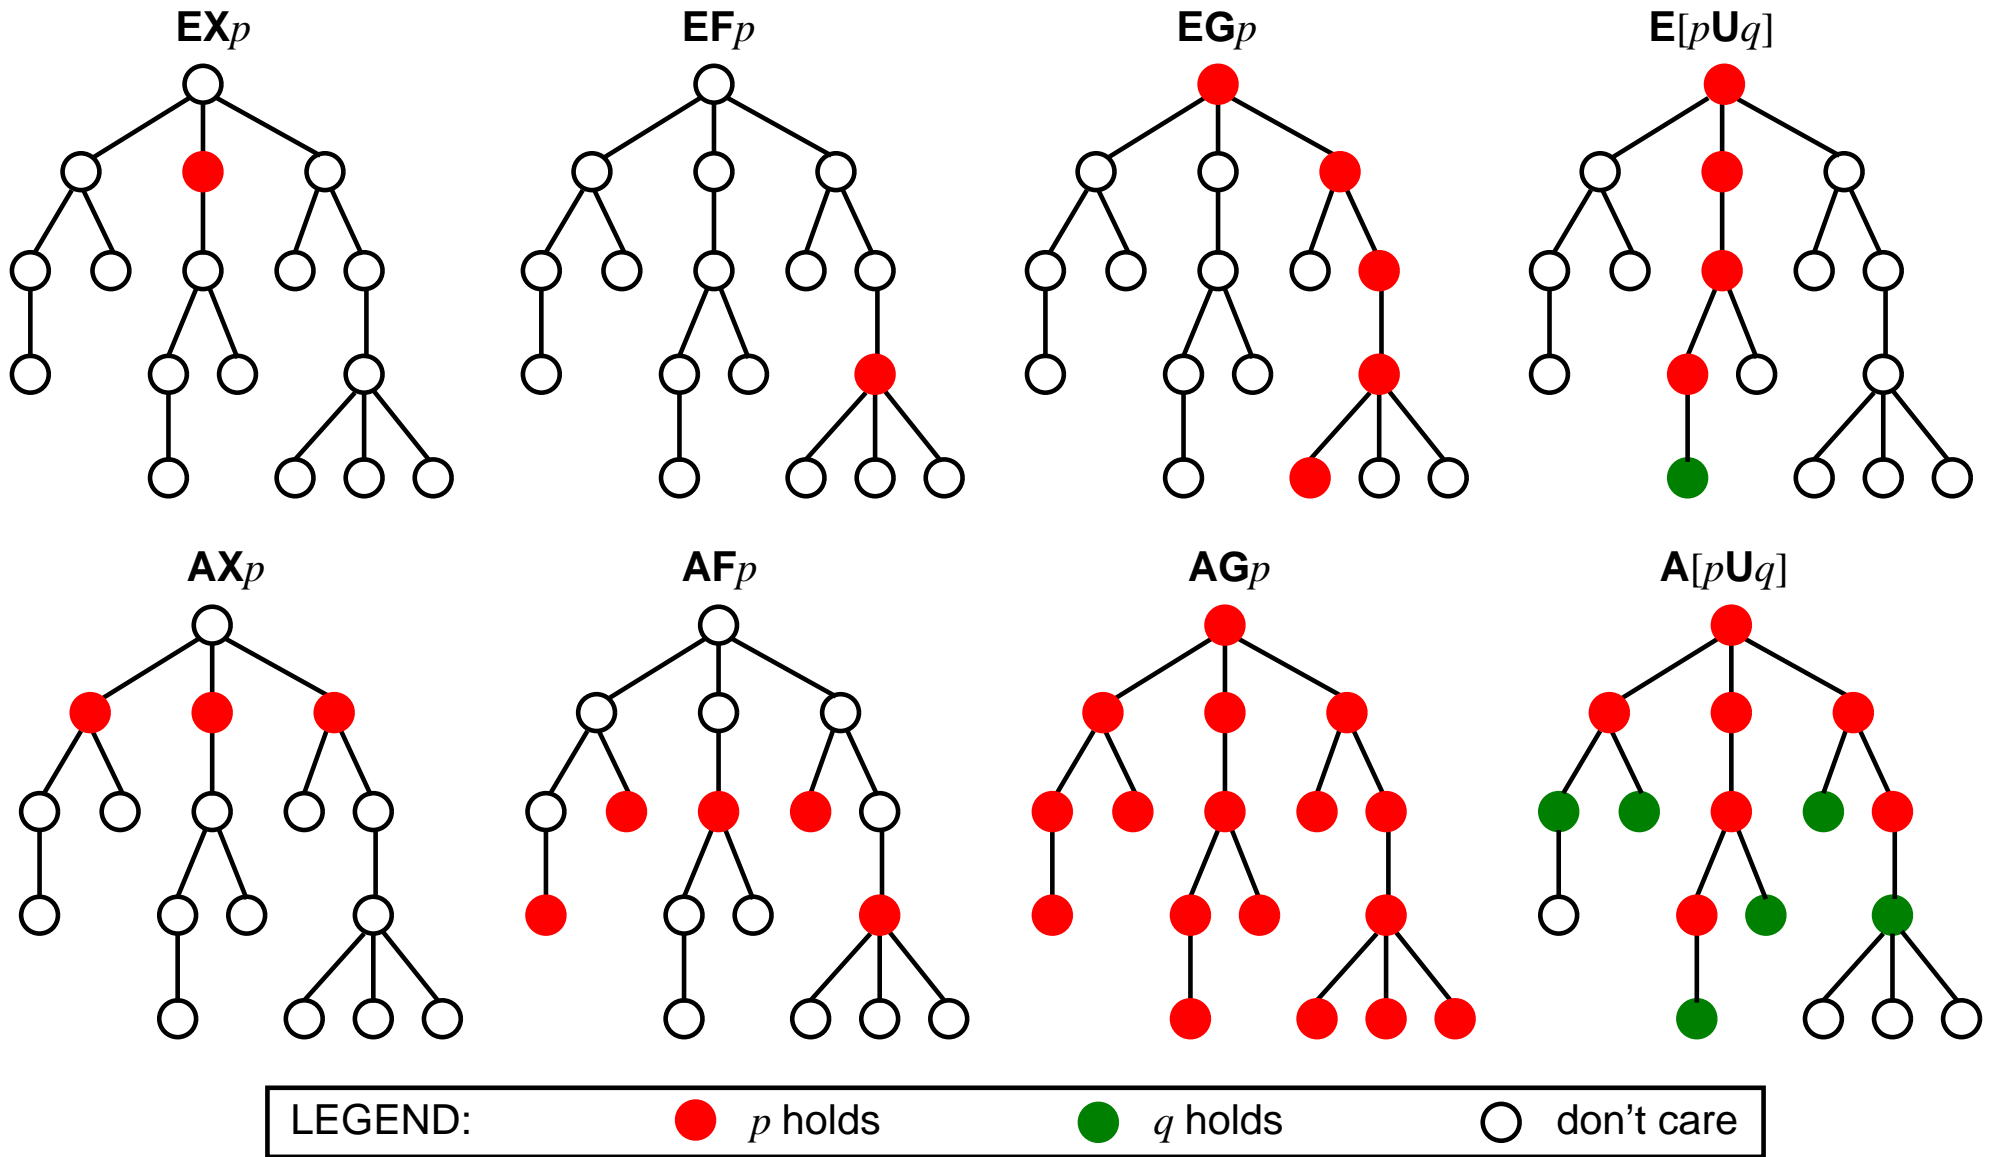 EXp EFp EGp E[pUq]
AXp AFp AGp A[pUq]
LEGEND: p holds q holds don’t care